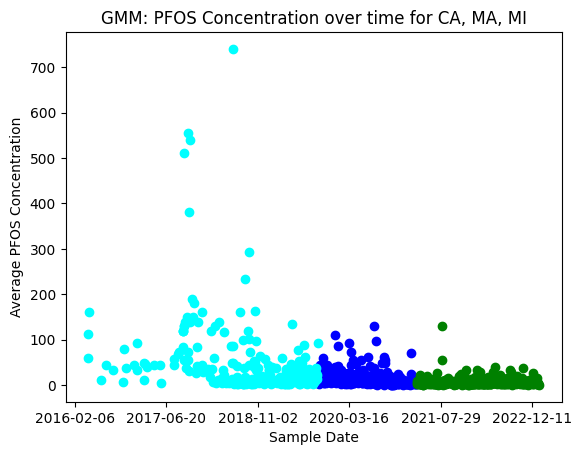 GMM: PFOS Concentration over time for CA, MA, MI
Average PFOS Concentration
700
600
500
400
300
200
100
0
2016-02-06 2017-06-20 2018-11-02 2020-03-16 2021-07-29 2022-12-11
Sample Date